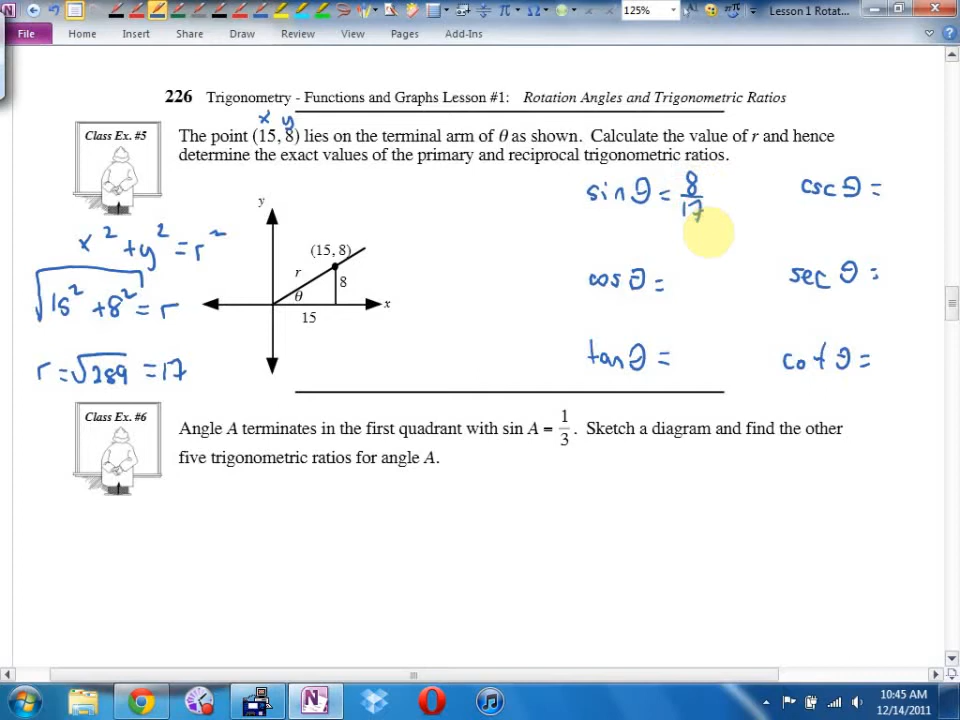 125%
Lesson 1 Rotat...
File Home Insert Share Draw Review View Pages Add-Ins
226 Trigonometry - Functions and Graphs Lesson #1: Rotation Angles and Trigonometric Ratios
Class Ex. #5
x y
The point (15, 8) lies on the terminal arm of θ as shown. Calculate the value of r and hence
determine the exact values of the primary and reciprocal trigonometric ratios.
x² + y² = r²
√15² + 8² = r
r = √289 = 17
y
(15, 8)
r
8
θ
x
15
sin θ = 8/17
csc θ =
cos θ =
sec θ =
tan θ =
cot θ =
Class Ex. #6
Angle A terminates in the first quadrant with sin A = 1/3. Sketch a diagram and find the other
five trigonometric ratios for angle A.
10:45 AM
12/14/2011